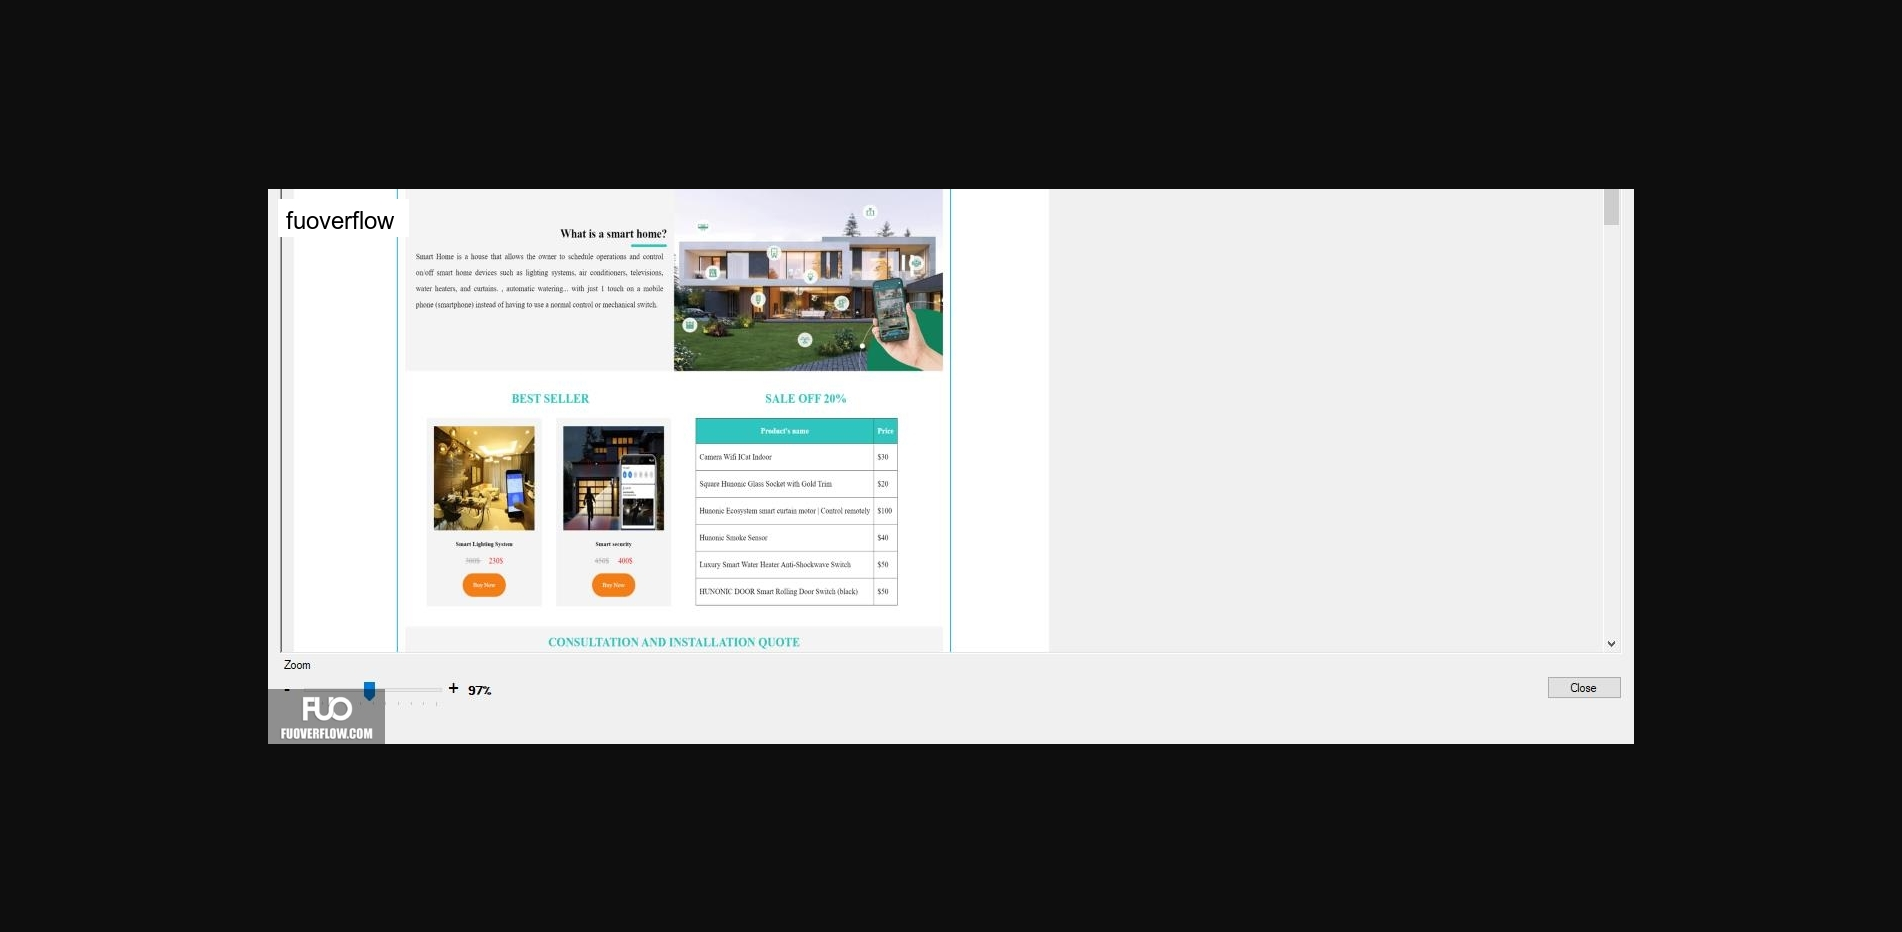 fuoverflow
What is a smart home?
Smart Home is a house that allows the owner to schedule operations and control
on/off smart home devices such as lighting systems, air conditioners, televisions,
water heaters, and curtains. , automatic watering... with just 1 touch on a mobile
phone (smartphone) instead of having to use a normal control or mechanical switch.
BEST SELLER
SALE OFF 20%
Smart Lighting System
300$ 230$
Buy Now
Smart security
450$ 400$
Buy Now
Product's name Price
Camera Wifi ICat Indoor $30
Square Hunonic Glass Socket with Gold Trim $20
Hunonic Ecosystem smart curtain motor | Control remotely $100
Hunonic Smoke Sensor $40
Luxury Smart Water Heater Anti-Shockwave Switch $50
HUNONIC DOOR Smart Rolling Door Switch (black) $50
CONSULTATION AND INSTALLATION QUOTE
Zoom
- + 97%
Close
FUO
FUOVERFLOW.COM